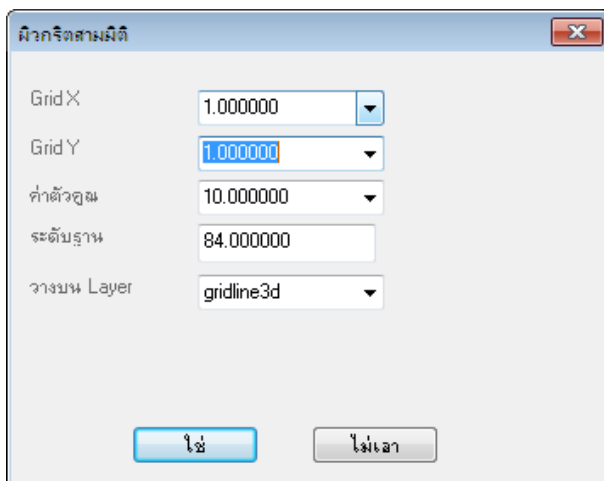 ผิวกริตสามมิติ
Grid X 1.000000
Grid Y 1.000000
ค่าตัวคูณ 10.000000
ระดับฐาน 84.000000
วางบน Layer gridline3d
ใช่ ไม่เอา